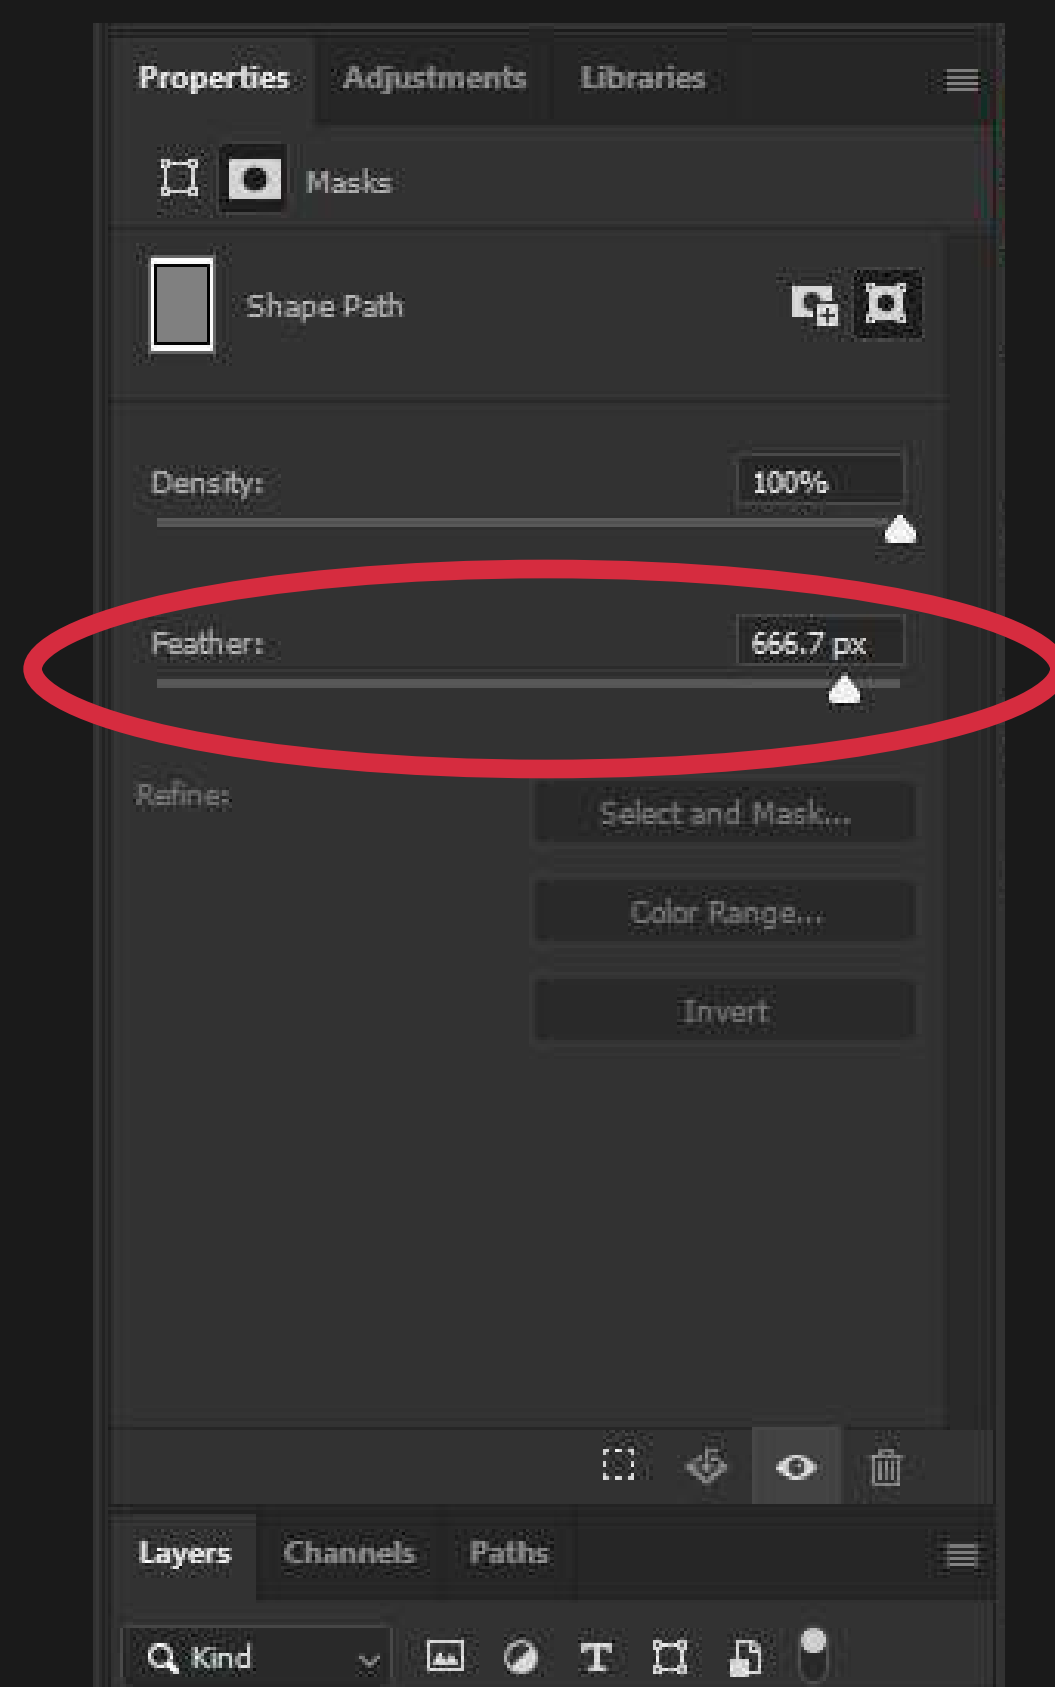 Properties Adjustments Libraries
Masks
Shape Path
Density: 100%
Feather: 666.7 px
Refine: Select and Mask...
Color Range...
Invert
Layers Channels Paths
Kind